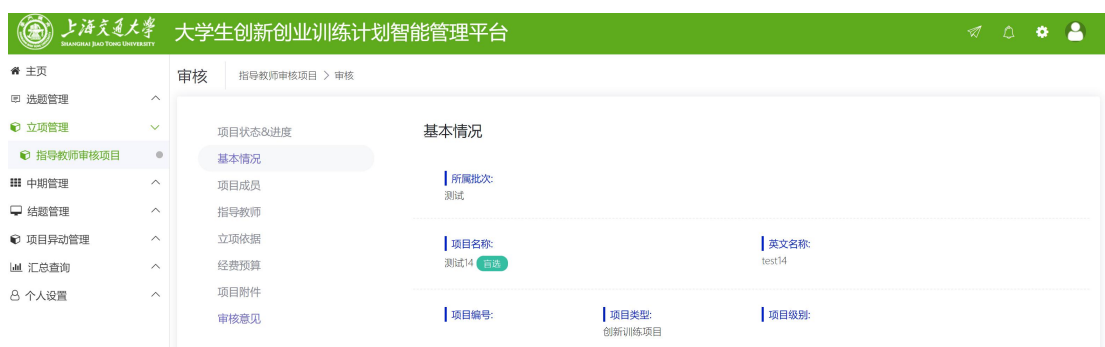 上海交通大学
SHANGHAI JIAO TONG UNIVERSITY
大学生创新创业训练计划智能管理平台
主页
选题管理
立项管理
指导教师审核项目
中期管理
结题管理
项目异动管理
汇总查询
个人设置
审核
指导教师审核项目 > 审核
项目状态&进度
基本情况
项目成员
指导教师
立项依据
经费预算
项目附件
审核意见
基本情况
所属批次:
测试
项目名称:
测试14 盲选
英文名称:
test14
项目编号:
项目类型:
创新训练项目
项目级别: